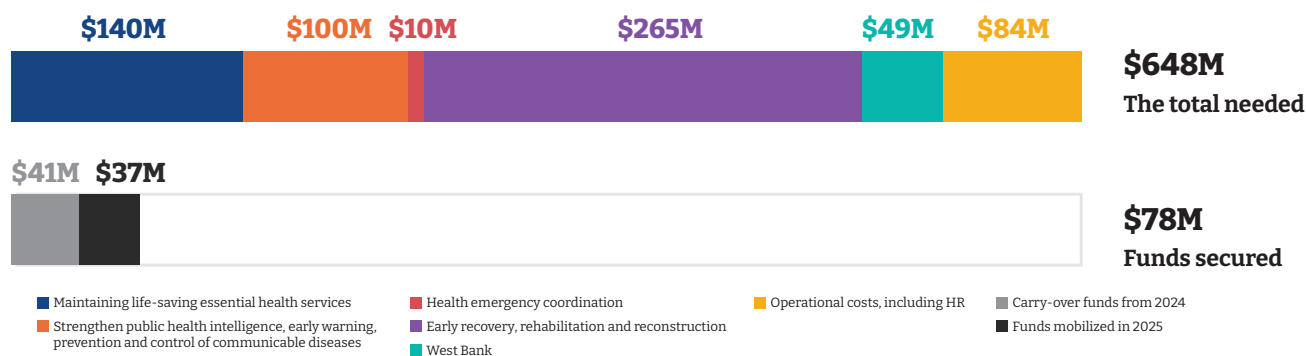 $140M $100M $10M $265M $49M $84M
$648M
The total needed
$41M $37M
$78M
Funds secured
Maintaining life-saving essential health services
Strengthen public health intelligence, early warning,
prevention and control of communicable diseases
Health emergency coordination
Early recovery, rehabilitation and reconstruction
West Bank
Operational costs, including HR
Carry-over funds from 2024
Funds mobilized in 2025